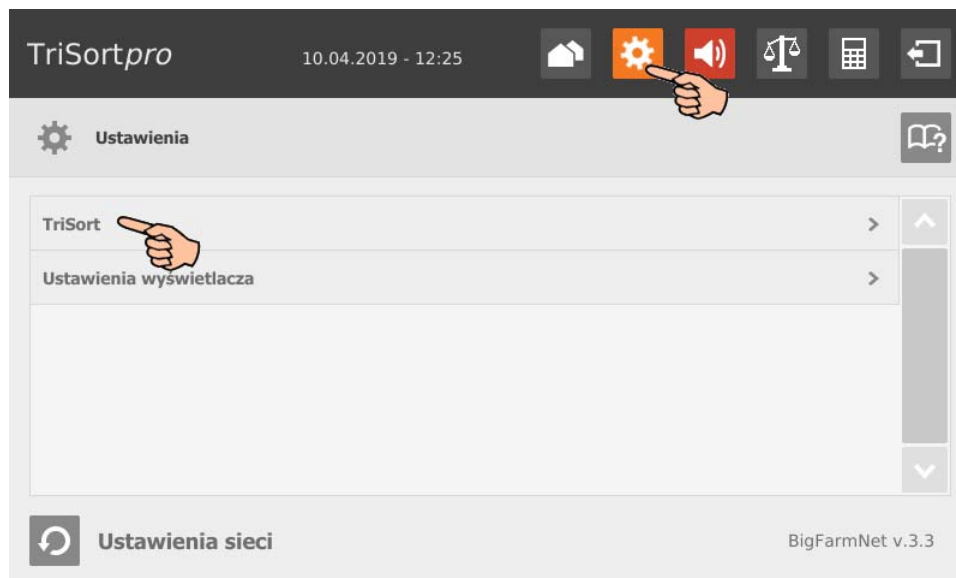 TriSortpro 10.04.2019 - 12:25
Ustawienia
TriSort
Ustawienia wyświetlacza
Ustawienia sieci
BigFarmNet v.3.3